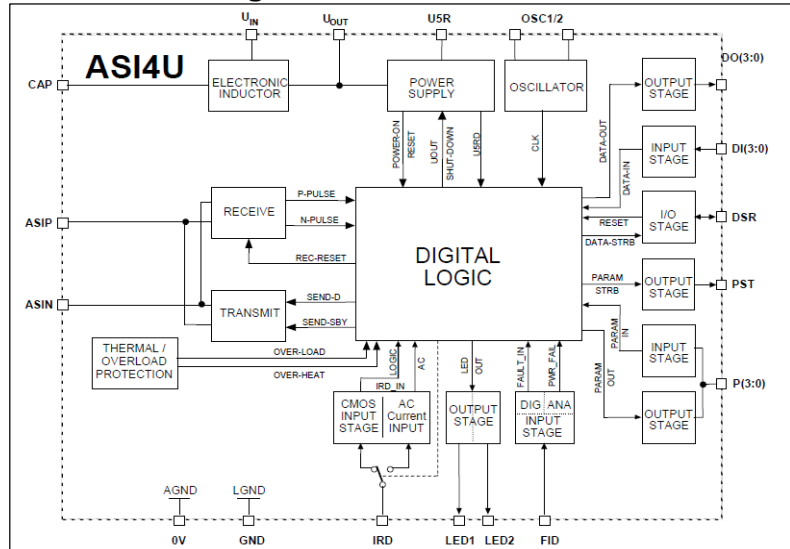 U_IN
U_OUT
U5R
OSC1/2
ASI4U
DO(3:0)
CAP
ELECTRONIC
INDUCTOR
POWER
SUPPLY
OSCILLATOR
OUTPUT
STAGE
POWER-ON
RESET
UOUT
SHUT-DOWN
U5RD
CLK
DATA-OUT
DATA-IN
INPUT
STAGE
DI(3:0)
P-PULSE
RECEIVE
N-PULSE
ASIP
RESET
I/O
STAGE
DSR
DATA-STRB
DIGITAL
LOGIC
REC-RESET
ASIN
TRANSMIT
SEND-D
SEND-SBY
PARAM
STRB
OUTPUT
STAGE
PST
THERMAL /
OVERLOAD
PROTECTION
OVER-LOAD
OVER-HEAT
LOGIC
AC
IRD_IN
LED
OUT
FAULT_IN
PWR_FAIL
PARAM
IN
PARAM
OUT
INPUT
STAGE
P(3:0)
OUTPUT
STAGE
CMOS
INPUT
STAGE
AC
Current
INPUT
OUTPUT
STAGE
DIG
ANA
INPUT
STAGE
AGND
LGND
0V
GND
IRD
LED1
LED2
FID